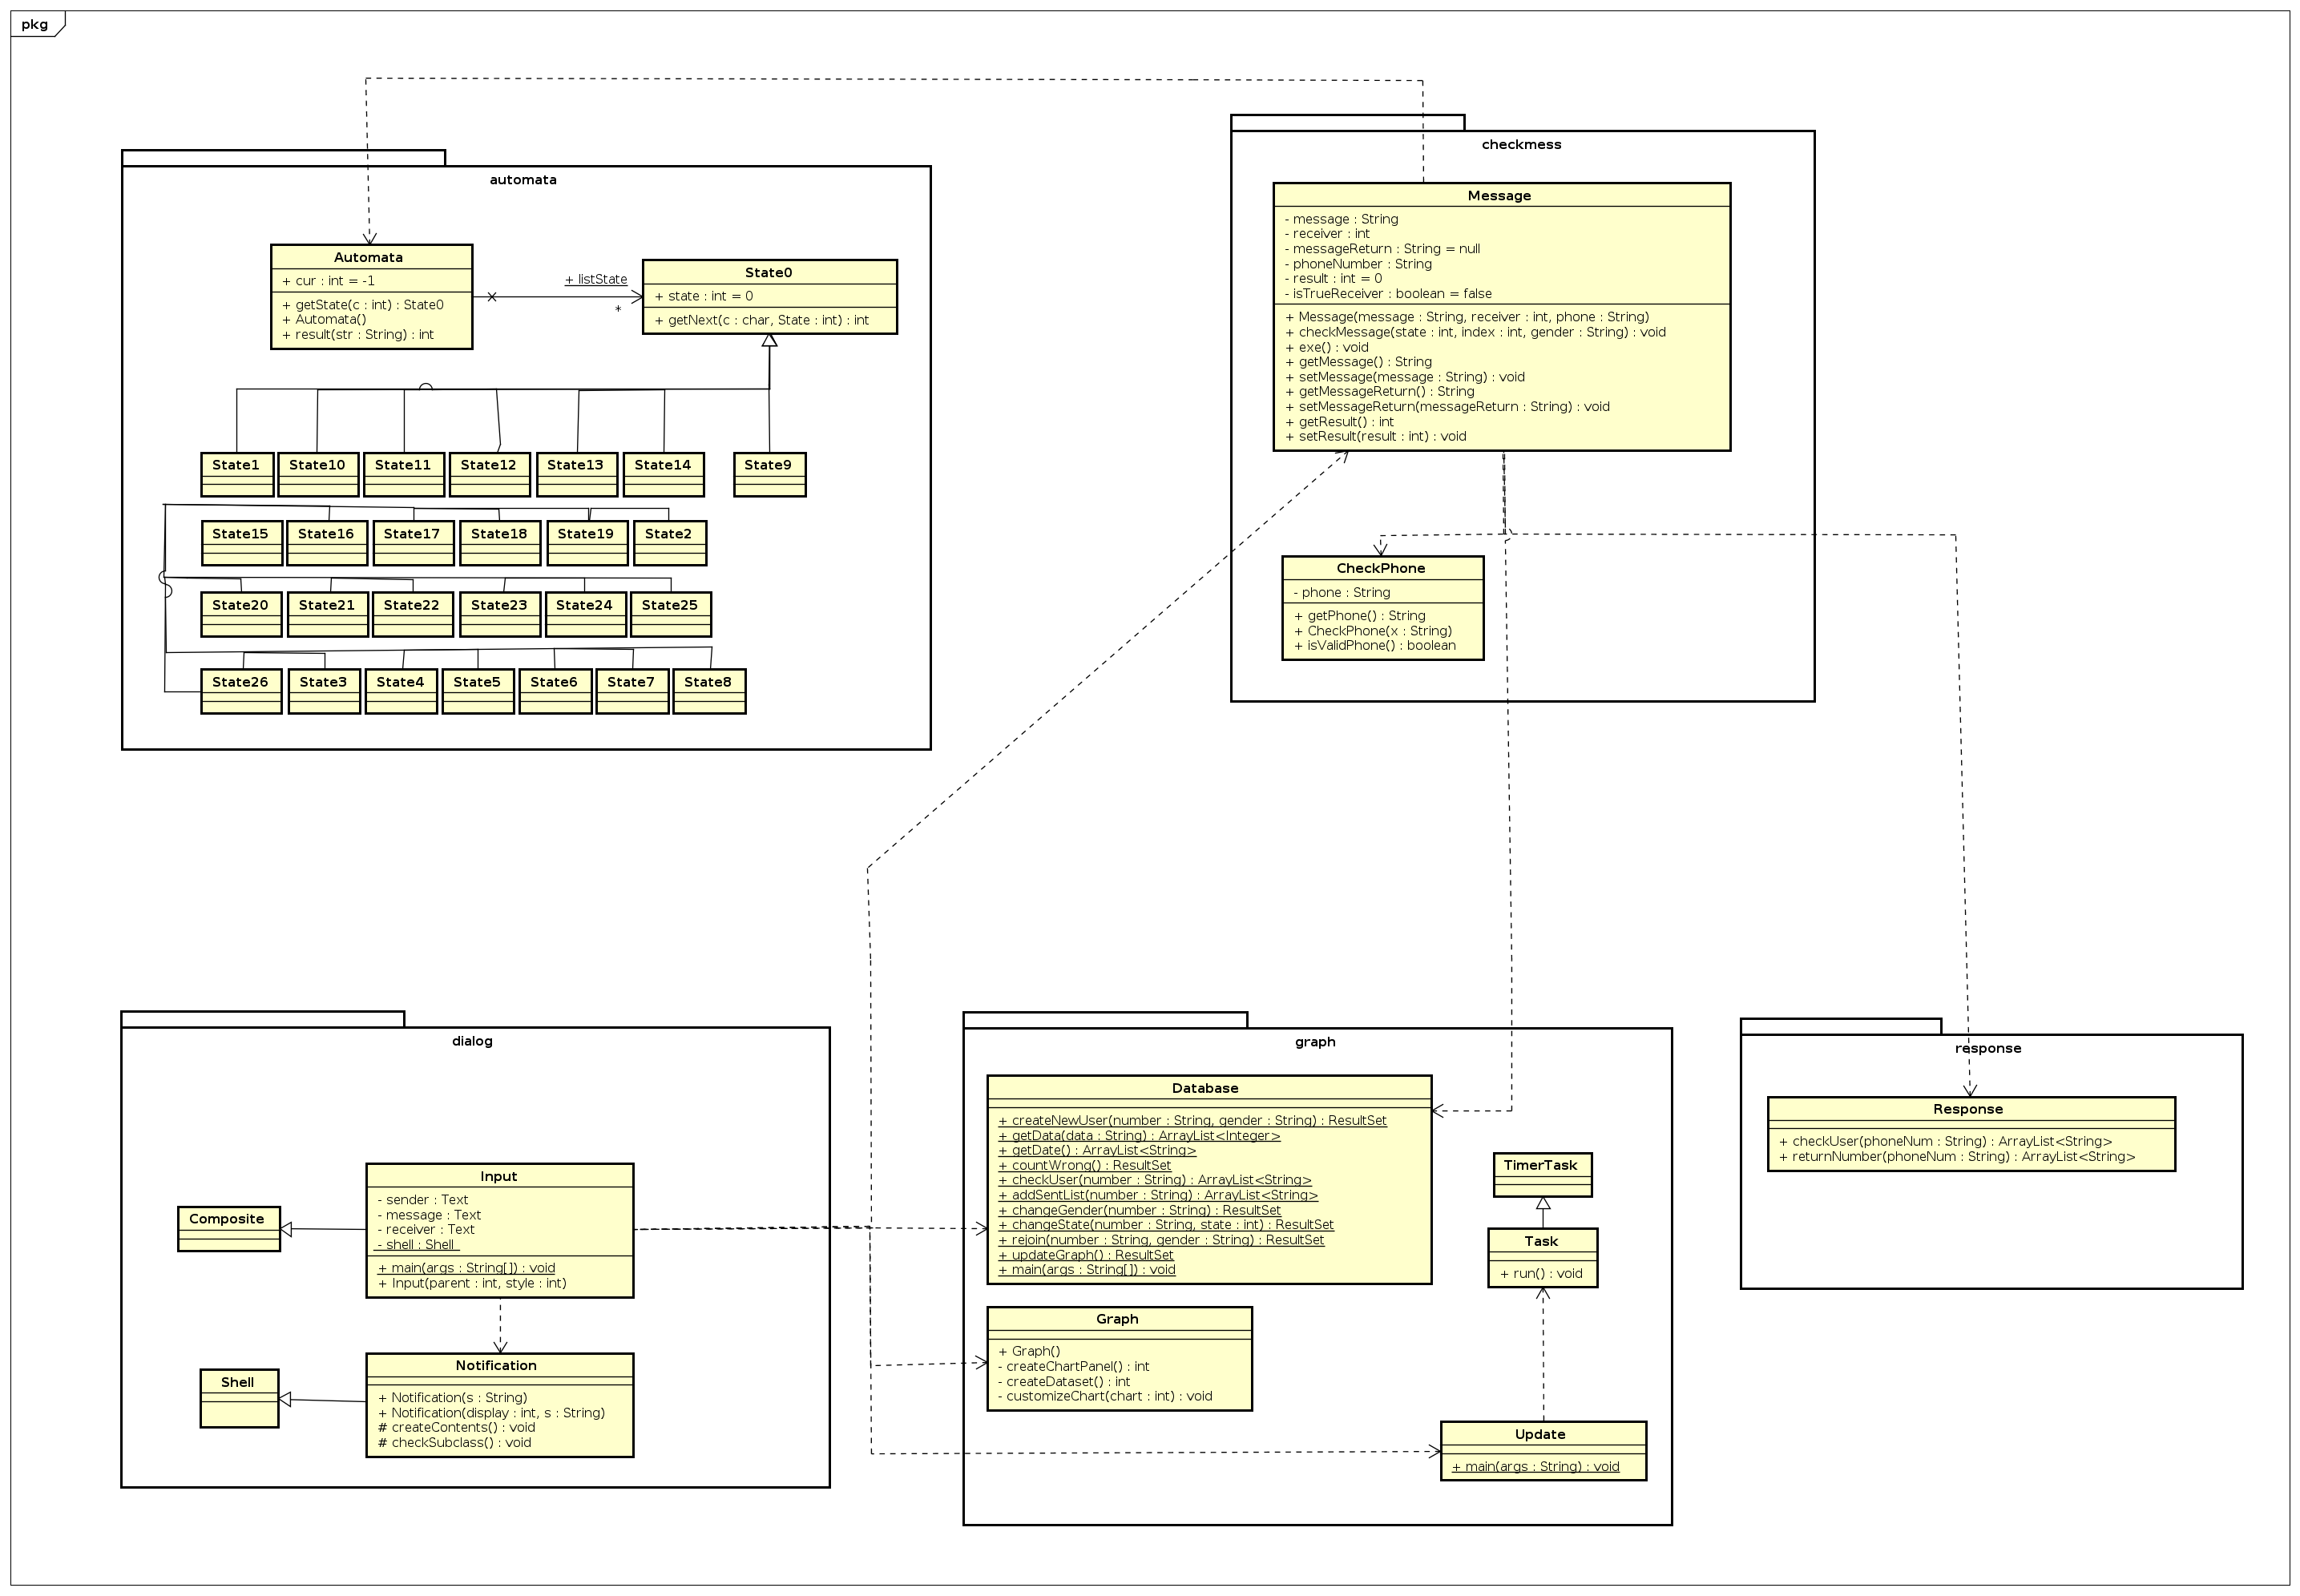 pkg
automata
Automata
+ cur : int = -1
+ getState(c : int) : State0
+ Automata()
+ result(str : String) : int
+ listState
*
State0
+ state : int = 0
+ getNext(c : char, State : int) : int
State1
State10
State11
State12
State13
State14
State9
State15
State16
State17
State18
State19
State2
State20
State21
State22
State23
State24
State25
State26
State3
State4
State5
State6
State7
State8
checkmess
Message
- message : String
- receiver : int
- messageReturn : String = null
- phoneNumber : String
- result : int = 0
- isTrueReceiver : boolean = false
+ Message(message : String, receiver : int, phone : String)
+ checkMessage(state : int, index : int, gender : String) : void
+ exe() : void
+ getMessage() : String
+ setMessage(message : String) : void
+ getMessageReturn() : String
+ setMessageReturn(messageReturn : String) : void
+ getResult() : int
+ setResult(result : int) : void
CheckPhone
- phone : String
+ getPhone() : String
+ CheckPhone(x : String)
+ isValidPhone() : boolean
dialog
Composite
Input
- sender : Text
- message : Text
- receiver : Text
- shell : Shell
+ main(args : String[]) : void
+ Input(parent : int, style : int)
Shell
Notification
+ Notification(s : String)
+ Notification(display : int, s : String)
# createContents() : void
# checkSubclass() : void
graph
Database
+ createNewUser(number : String, gender : String) : ResultSet
+ getData(data : String) : ArrayList<Integer>
+ getDate() : ArrayList<String>
+ countWrong() : ResultSet
+ checkUser(number : String) : ArrayList<String>
+ addSentList(number : String) : ArrayList<String>
+ changeGender(number : String) : ResultSet
+ changeState(number : String, state : int) : ResultSet
+ rejoin(number : String, gender : String) : ResultSet
+ updateGraph() : ResultSet
+ main(args : String[]) : void
TimerTask
Task
+ run() : void
Graph
+ Graph()
- createChartPanel() : int
- createDataset() : int
- customizeChart(chart : int) : void
Update
+ main(args : String) : void
response
Response
+ checkUser(phoneNum : String) : ArrayList<String>
+ returnNumber(phoneNum : String) : ArrayList<String>